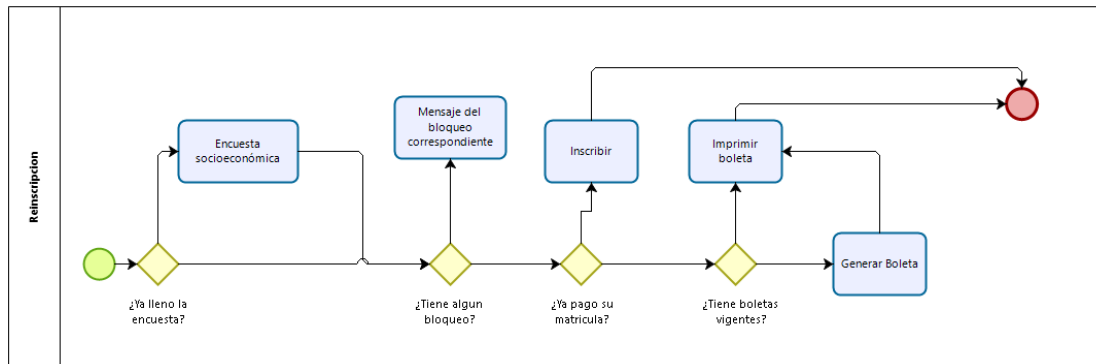 Reinscripcion
Encuesta
socioeconómica
Mensaje del
bloqueo
correspondiente
Inscribir
Imprimir
boleta
Generar Boleta
¿Ya lleno la
encuesta?
¿Tiene algun
bloqueo?
¿Ya pago su
matricula?
¿Tiene boletas
vigentes?